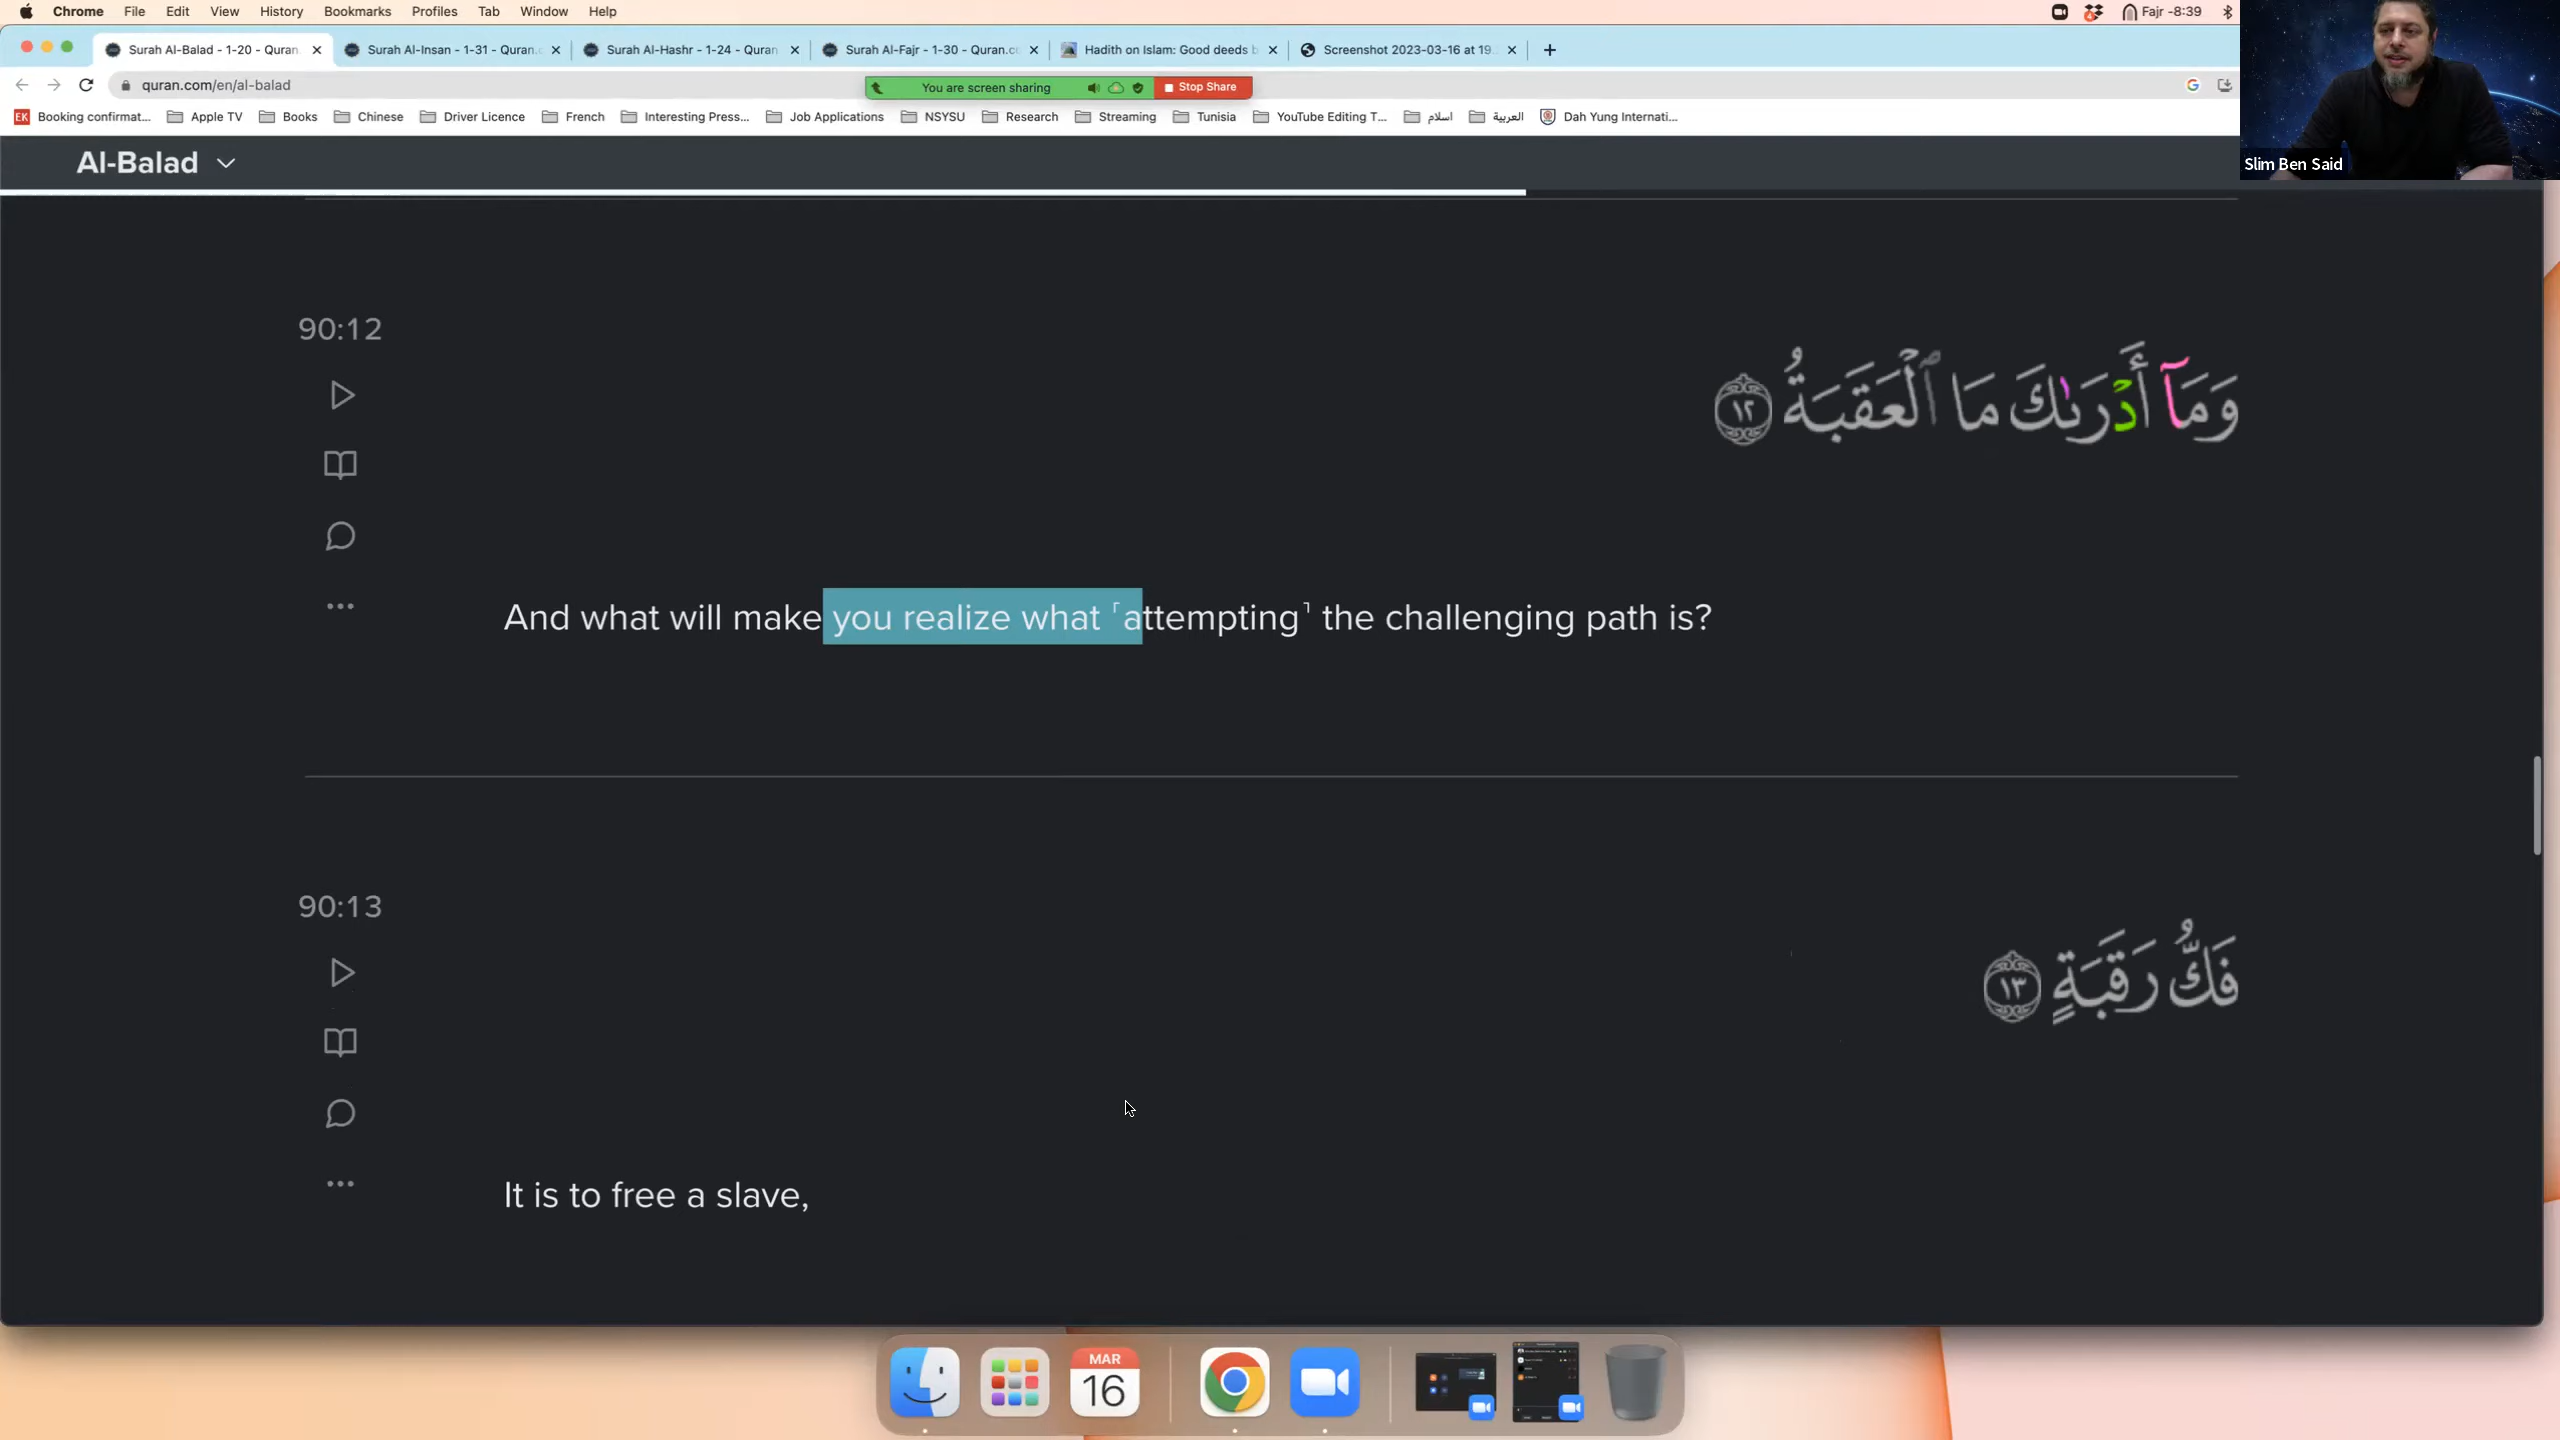 Chrome File Edit View History Bookmarks Profiles Tab Window Help Fajr -8:39
Surah Al-Balad - 1-20 - Quran. Surah Al-Insan - 1-31 - Quran.c Surah Al-Hashr - 1-24 - Quran Surah Al-Fajr - 1-30 - Quran.co Hadith on Islam: Good deeds b Screenshot 2023-03-16 at 19.
quran.com/en/al-balad
You are screen sharing Stop Share
EK Booking confirmat... Apple TV Books Chinese Driver Licence French Interesting Press... Job Applications NSYSU Research Streaming Tunisia YouTube Editing T... اسلام العربية Dah Yung Internati...
Slim Ben Said
Al-Balad
90:12
وَمَآ أَدْرَىٰكَ مَا ٱلْعَقَبَةُ ١٢
And what will make you realize what ˹attempting˺ the challenging path is?
90:13
فَكُّ رَقَبَةٍ ١٣
It is to free a slave,
MAR
16